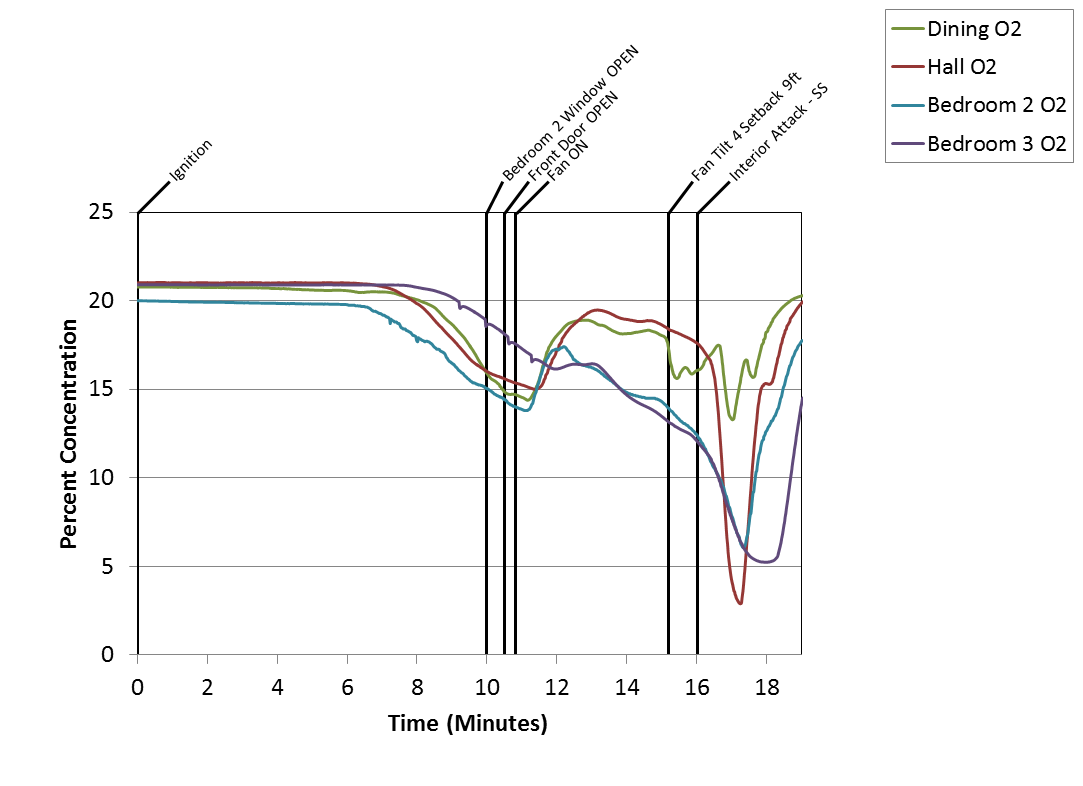 Dining O2
Hall O2
Bedroom 2 O2
Bedroom 3 O2
Ignition
Bedroom 2 Window OPEN
Front Door OPEN
Fan ON
Fan Tilt 4 Setback 9ft
Interior Attack - SS
25
20
15
10
5
0
Percent Concentration
0 2 4 6 8 10 12 14 16 18
Time (Minutes)